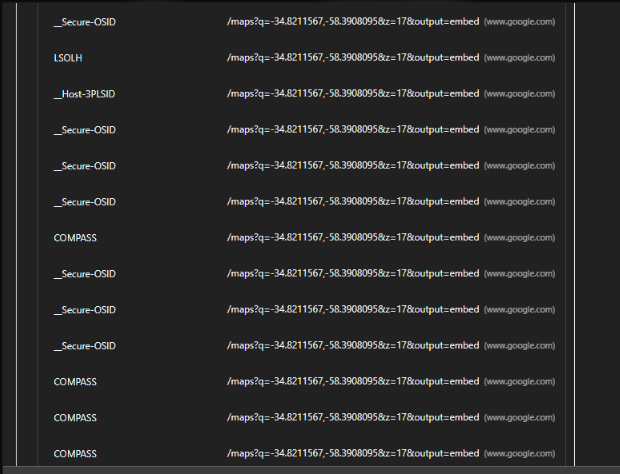 __Secure-OSID /maps?q=-34.8211567,-58.3908095&z=17&output=embed (www.google.com)
LSOLH /maps?q=-34.8211567,-58.3908095&z=17&output=embed (www.google.com)
__Host-3PLSID /maps?q=-34.8211567,-58.3908095&z=17&output=embed (www.google.com)
__Secure-OSID /maps?q=-34.8211567,-58.3908095&z=17&output=embed (www.google.com)
__Secure-OSID /maps?q=-34.8211567,-58.3908095&z=17&output=embed (www.google.com)
__Secure-OSID /maps?q=-34.8211567,-58.3908095&z=17&output=embed (www.google.com)
COMPASS /maps?q=-34.8211567,-58.3908095&z=17&output=embed (www.google.com)
__Secure-OSID /maps?q=-34.8211567,-58.3908095&z=17&output=embed (www.google.com)
__Secure-OSID /maps?q=-34.8211567,-58.3908095&z=17&output=embed (www.google.com)
__Secure-OSID /maps?q=-34.8211567,-58.3908095&z=17&output=embed (www.google.com)
COMPASS /maps?q=-34.8211567,-58.3908095&z=17&output=embed (www.google.com)
COMPASS /maps?q=-34.8211567,-58.3908095&z=17&output=embed (www.google.com)
COMPASS /maps?q=-34.8211567,-58.3908095&z=17&output=embed (www.google.com)